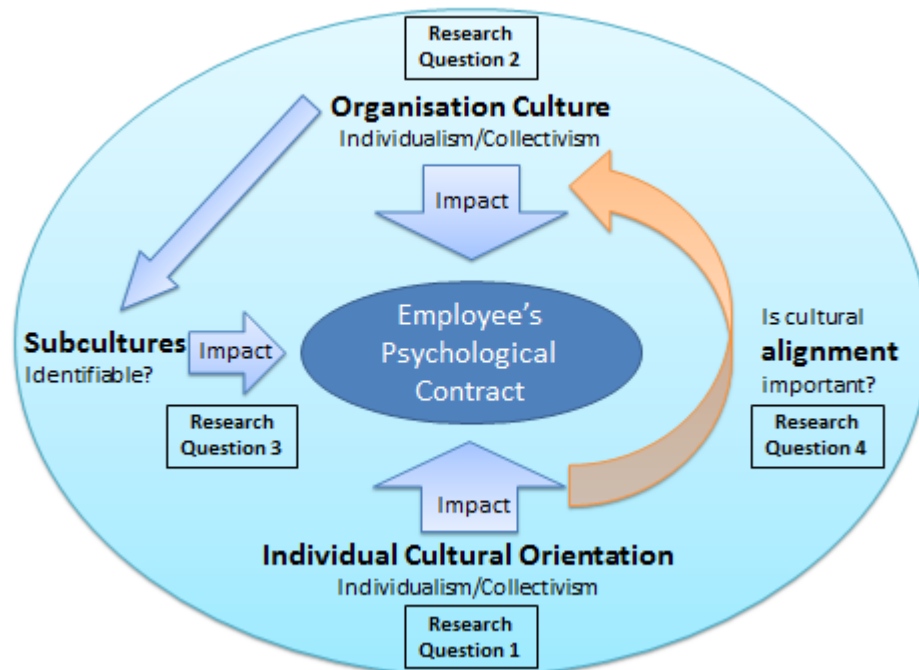 Research
Question 2
Organisation Culture
Individualism/Collectivism
Impact
Employee's
Psychological
Contract
Subcultures
Identifiable?
Impact
Research
Question 3
Is cultural
alignment
important?
Research
Question 4
Impact
Individual Cultural Orientation
Individualism/Collectivism
Research
Question 1